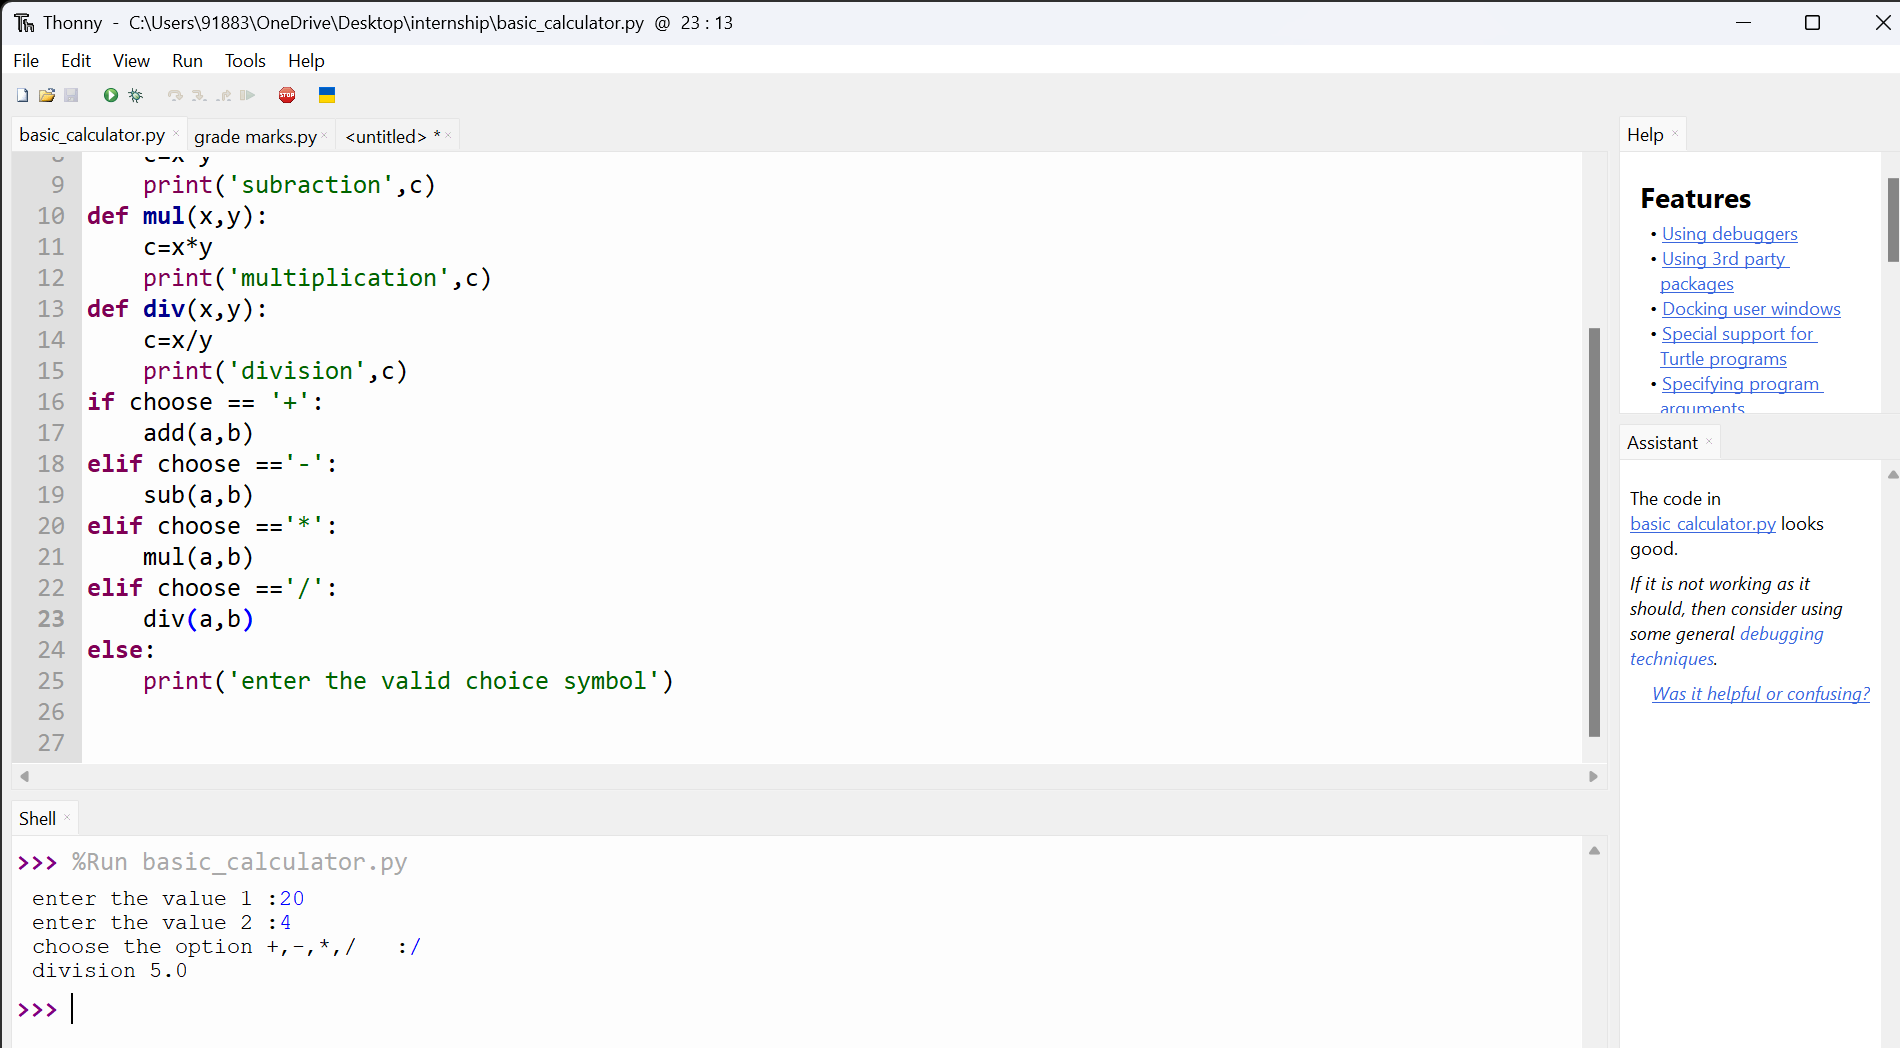 Thonny - C:\Users\91883\OneDrive\Desktop\internship\basic_calculator.py @ 23 : 13
File Edit View Run Tools Help
STOP
basic_calculator.py × grade marks.py × <untitled> * ×
9 print('subraction',c)
10 def mul(x,y):
11 c=x*y
12 print('multiplication',c)
13 def div(x,y):
14 c=x/y
15 print('division',c)
16 if choose == '+':
17 add(a,b)
18 elif choose =='-':
19 sub(a,b)
20 elif choose =='*':
21 mul(a,b)
22 elif choose =='/':
23 div(a,b)
24 else:
25 print('enter the valid choice symbol')
26
27
Shell ×
>>> %Run basic_calculator.py
enter the value 1 :20
enter the value 2 :4
choose the option +,-,*,/   :/
division 5.0
>>>
Help ×
Features
• Using debuggers
• Using 3rd party
packages
• Docking user windows
• Special support for
Turtle programs
• Specifying program
arguments
Assistant ×
The code in
basic_calculator.py looks
good.
If it is not working as it
should, then consider using
some general debugging
techniques.
Was it helpful or confusing?